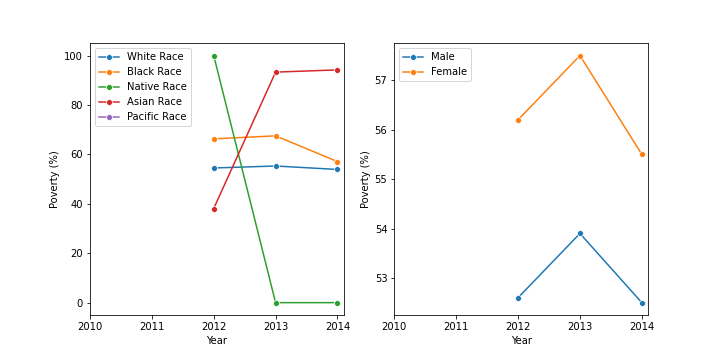 White Race
Black Race
Native Race
Asian Race
Pacific Race
100
80
60
40
20
0
Poverty (%)
2010 2011 2012 2013 2014
Year
Male
Female
57
56
55
54
53
Poverty (%)
2010 2011 2012 2013 2014
Year